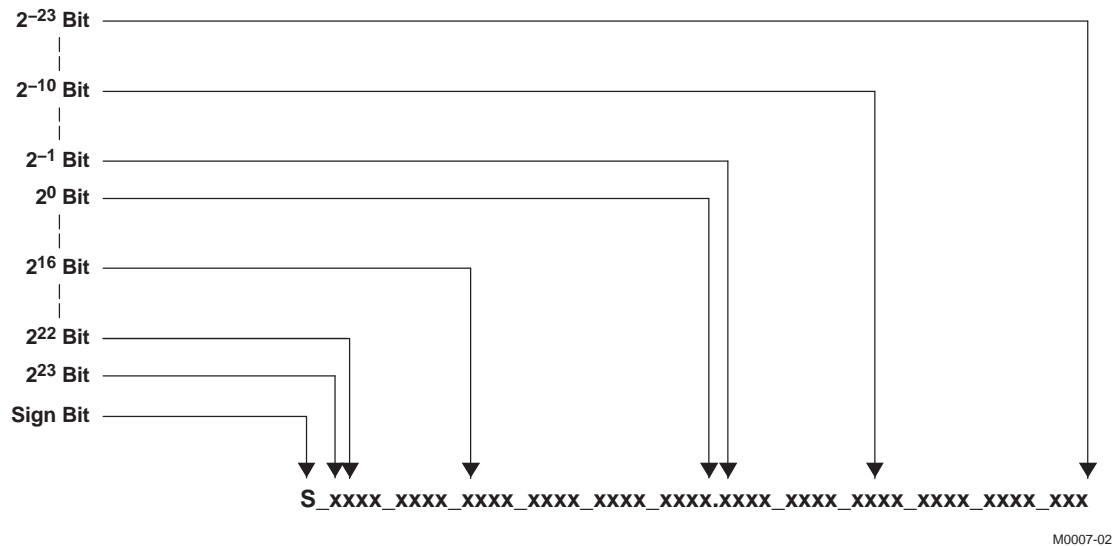 2–23 Bit
2–10 Bit
2–1 Bit
20 Bit
216 Bit
222 Bit
223 Bit
Sign Bit
S_xxxx_xxxx_xxxx_xxxx_xxxx_xxxx.xxxx_xxxx_xxxx_xxxx_xxxx_xxx
M0007-02